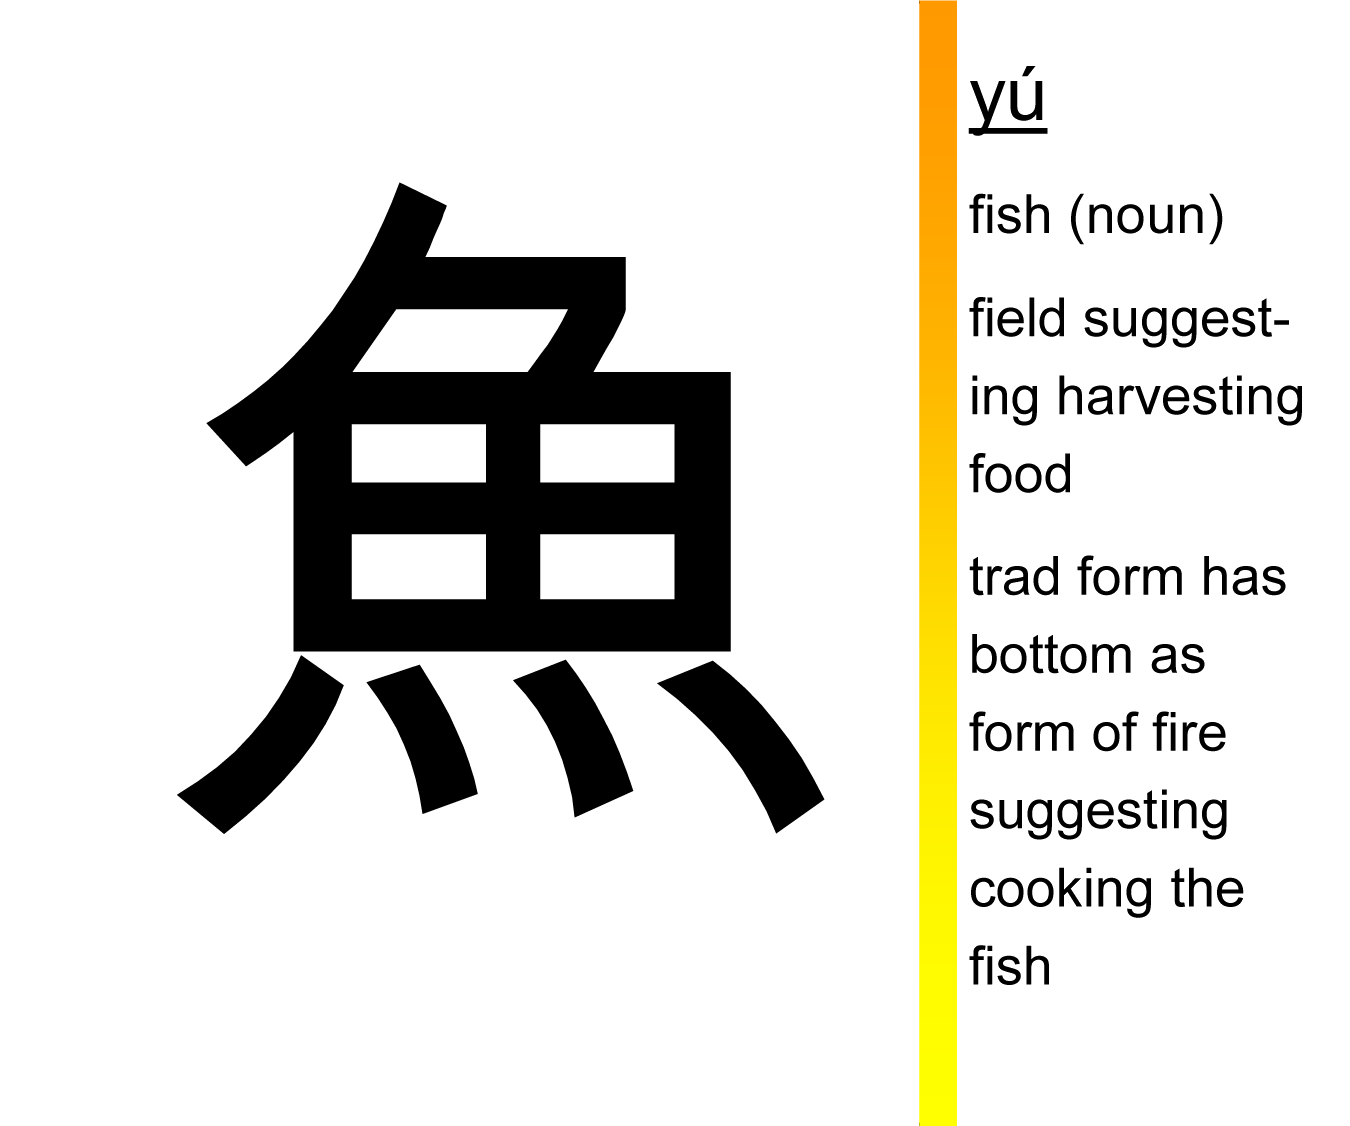 魚
yú
fish (noun)
field suggest-
ing harvesting
food
trad form has
bottom as
form of fire
suggesting
cooking the
fish